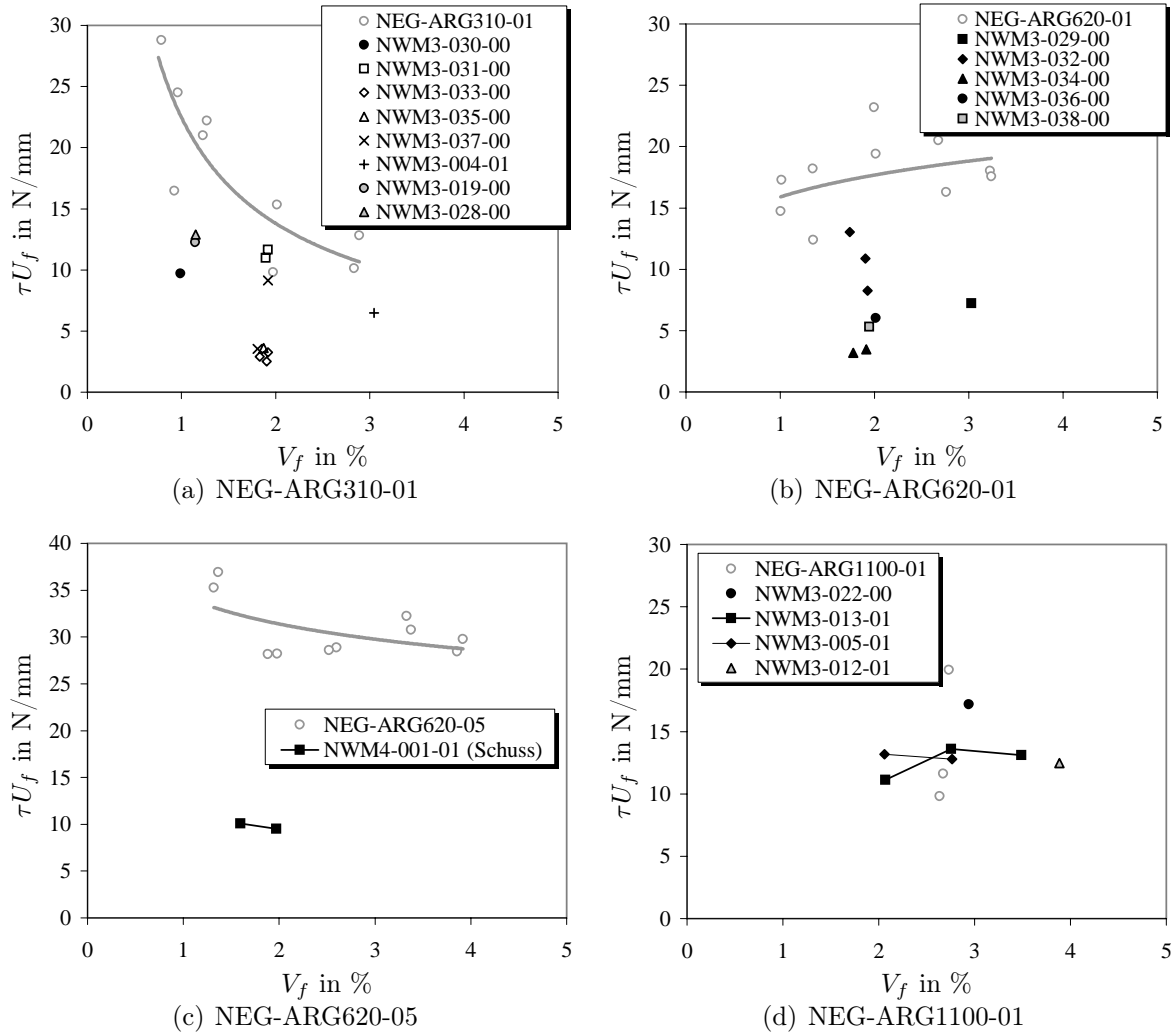 NEG-ARG310-01
NWM3-030-00
NWM3-031-00
NWM3-033-00
NWM3-035-00
NWM3-037-00
NWM3-004-01
NWM3-019-00
NWM3-028-00
30
25
20
15
10
5
0
τU_f in N/mm
0 1 2 3 4 5
V_f in %
(a) NEG-ARG310-01
NEG-ARG620-01
NWM3-029-00
NWM3-032-00
NWM3-034-00
NWM3-036-00
NWM3-038-00
30
25
20
15
10
5
0
τU_f in N/mm
0 1 2 3 4 5
V_f in %
(b) NEG-ARG620-01
40
35
30
25
20
15
10
5
0
τU_f in N/mm
NEG-ARG620-05
NWM4-001-01 (Schuss)
0 1 2 3 4 5
V_f in %
(c) NEG-ARG620-05
30
25
20
15
10
5
0
τU_f in N/mm
NEG-ARG1100-01
NWM3-022-00
NWM3-013-01
NWM3-005-01
NWM3-012-01
0 1 2 3 4 5
V_f in %
(d) NEG-ARG1100-01